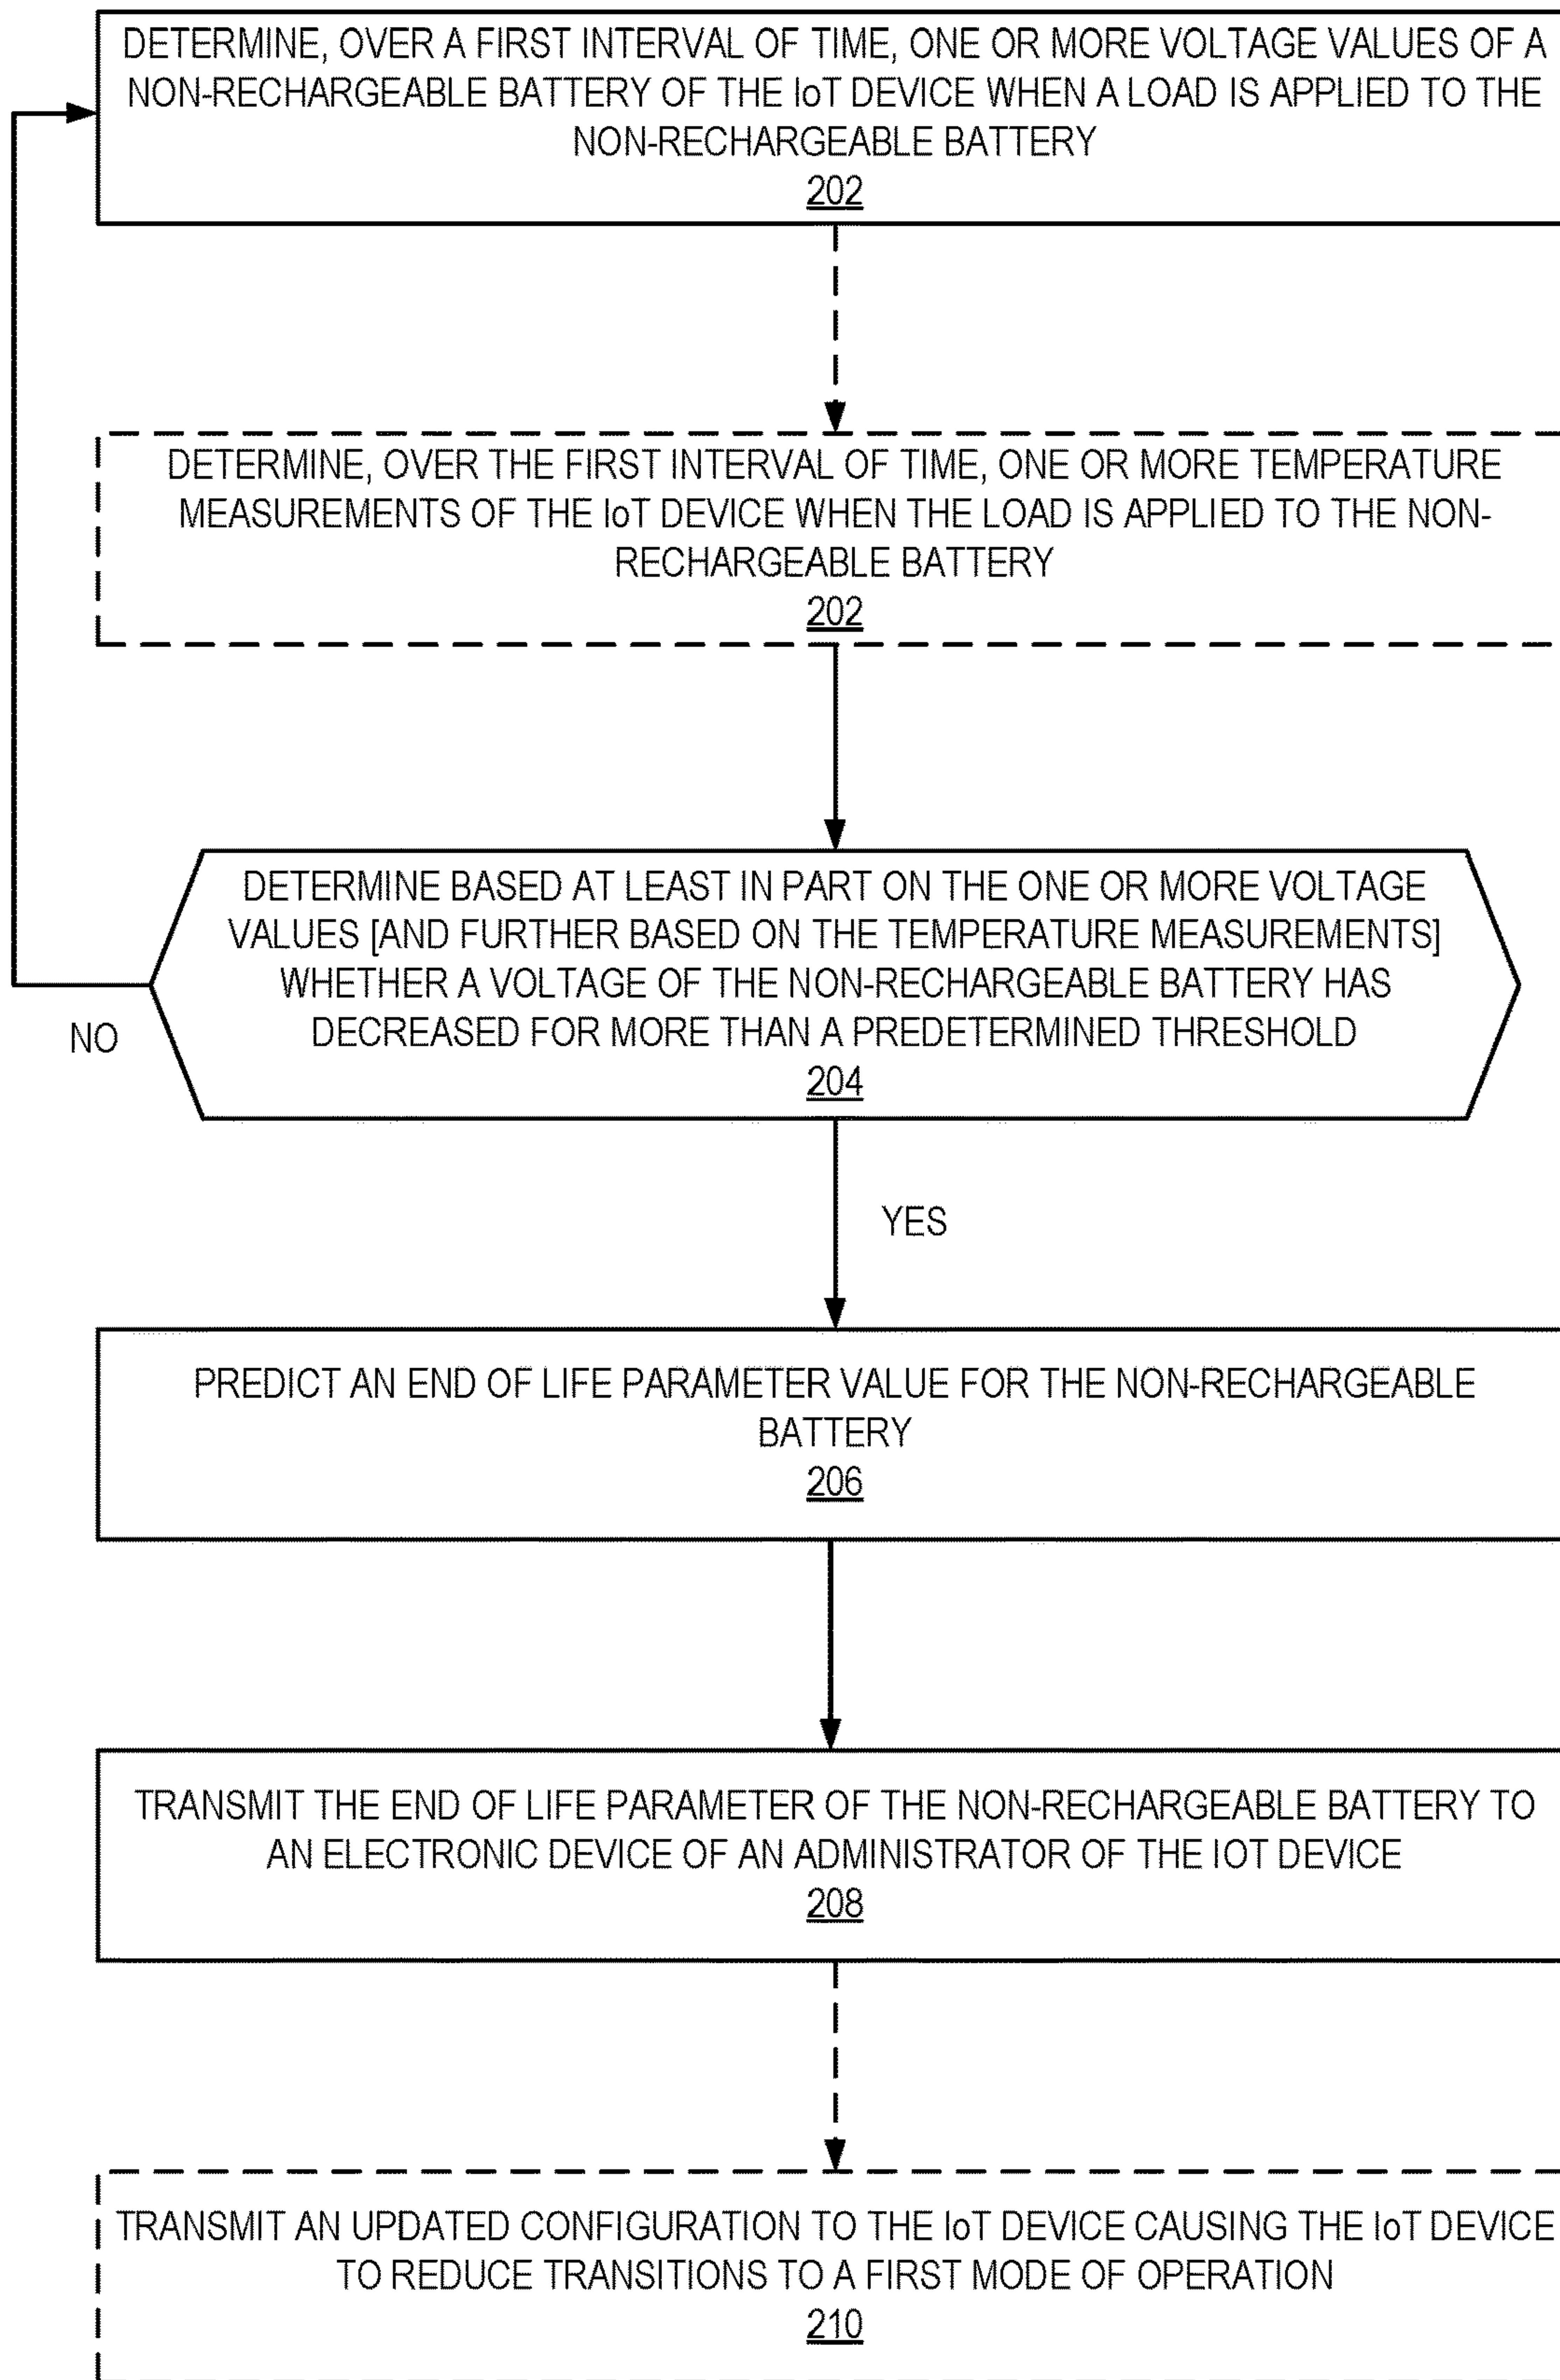 DETERMINE, OVER A FIRST INTERVAL OF TIME, ONE OR MORE VOLTAGE VALUES OF A
NON-RECHARGEABLE BATTERY OF THE IoT DEVICE WHEN A LOAD IS APPLIED TO THE
NON-RECHARGEABLE BATTERY
202
DETERMINE, OVER THE FIRST INTERVAL OF TIME, ONE OR MORE TEMPERATURE
MEASUREMENTS OF THE IoT DEVICE WHEN THE LOAD IS APPLIED TO THE NON-
RECHARGEABLE BATTERY
202
DETERMINE BASED AT LEAST IN PART ON THE ONE OR MORE VOLTAGE
VALUES [AND FURTHER BASED ON THE TEMPERATURE MEASUREMENTS]
WHETHER A VOLTAGE OF THE NON-RECHARGEABLE BATTERY HAS
DECREASED FOR MORE THAN A PREDETERMINED THRESHOLD
204
NO
YES
PREDICT AN END OF LIFE PARAMETER VALUE FOR THE NON-RECHARGEABLE
BATTERY
206
TRANSMIT THE END OF LIFE PARAMETER OF THE NON-RECHARGEABLE BATTERY TO
AN ELECTRONIC DEVICE OF AN ADMINISTRATOR OF THE IOT DEVICE
208
TRANSMIT AN UPDATED CONFIGURATION TO THE IoT DEVICE CAUSING THE IoT DEVICE
TO REDUCE TRANSITIONS TO A FIRST MODE OF OPERATION
210